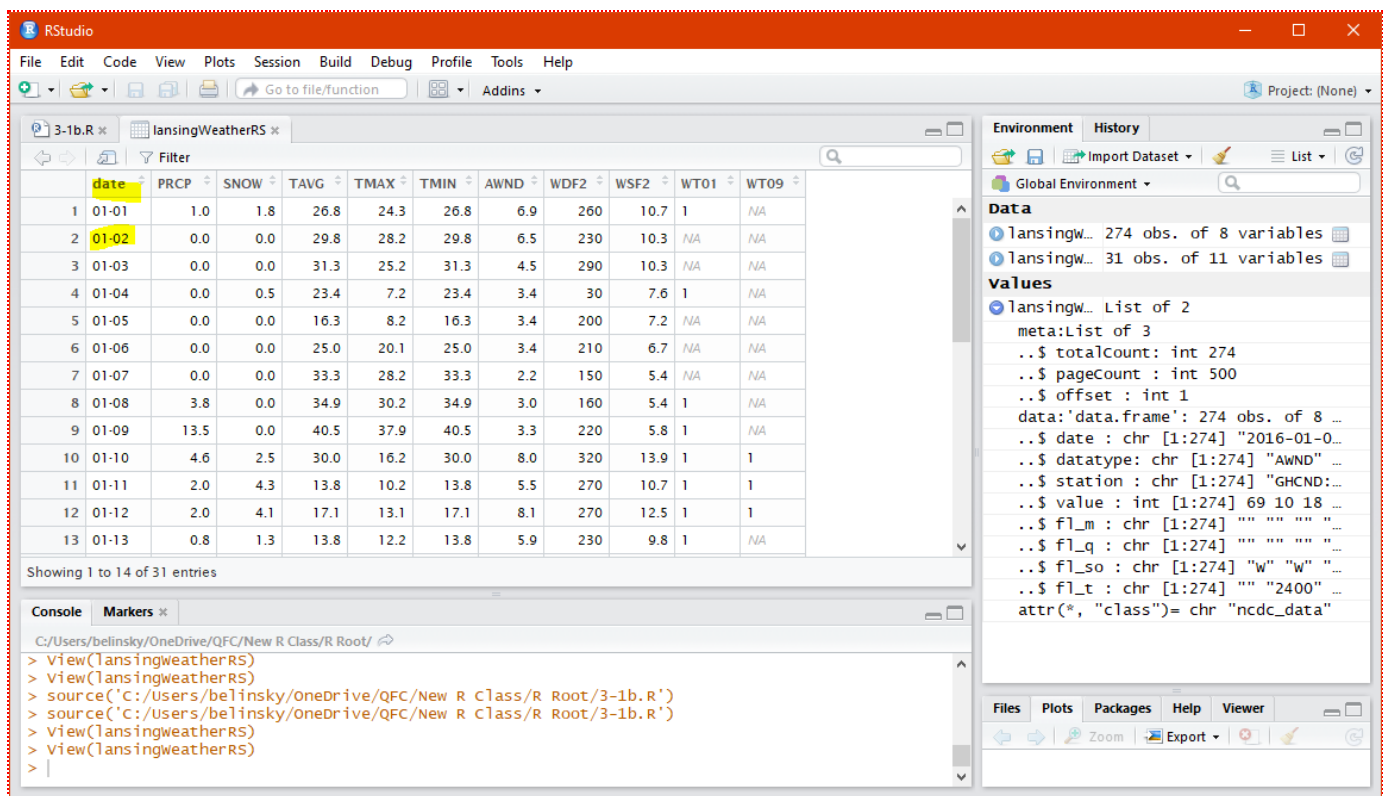 RStudio
File Edit Code View Plots Session Build Debug Profile Tools Help
Go to file/function Addins Project: (None)
3-1b.R lansingWeatherRS
Filter
date PRCP SNOW TAVG TMAX TMIN AWND WDF2 WSF2 WT01 WT09
1 01-01 1.0 1.8 26.8 24.3 26.8 6.9 260 10.7 1 NA
2 01-02 0.0 0.0 29.8 28.2 29.8 6.5 230 10.3 NA NA
3 01-03 0.0 0.0 31.3 25.2 31.3 4.5 290 10.3 NA NA
4 01-04 0.0 0.5 23.4 7.2 23.4 3.4 30 7.6 1 NA
5 01-05 0.0 0.0 16.3 8.2 16.3 3.4 200 7.2 NA NA
6 01-06 0.0 0.0 25.0 20.1 25.0 3.4 210 6.7 NA NA
7 01-07 0.0 0.0 33.3 28.2 33.3 2.2 150 5.4 NA NA
8 01-08 3.8 0.0 34.9 30.2 34.9 3.0 160 5.4 1 NA
9 01-09 13.5 0.0 40.5 37.9 40.5 3.3 220 5.8 1 NA
10 01-10 4.6 2.5 30.0 16.2 30.0 8.0 320 13.9 1 1
11 01-11 2.0 4.3 13.8 10.2 13.8 5.5 270 10.7 1 1
12 01-12 2.0 4.1 17.1 13.1 17.1 8.1 270 12.5 1 1
13 01-13 0.8 1.3 13.8 12.2 13.8 5.9 230 9.8 1 NA
Showing 1 to 14 of 31 entries
Console Markers
C:/Users/belinsky/OneDrive/QFC/New R Class/R Root/
> View(lansingWeatherRS)
> View(lansingWeatherRS)
> source('C:/Users/belinsky/OneDrive/QFC/New R Class/R Root/3-1b.R')
> source('C:/Users/belinsky/OneDrive/QFC/New R Class/R Root/3-1b.R')
> View(lansingWeatherRS)
> View(lansingWeatherRS)
>
Environment History
Import Dataset List
Global Environment
Data
lansingW… 274 obs. of 8 variables
lansingW… 31 obs. of 11 variables
Values
lansingW… List of 2
meta:List of 3
..$ totalCount: int 274
..$ pageCount : int 500
..$ offset : int 1
data:'data.frame': 274 obs. of 8 …
..$ date : chr [1:274] "2016-01-0…
..$ datatype: chr [1:274] "AWND" …
..$ station : chr [1:274] "GHCND:…
..$ value : int [1:274] 69 10 18
..$ fl_m : chr [1:274] "" "" "" "…
..$ fl_q : chr [1:274] "" "" "" "…
..$ fl_so : chr [1:274] "W" "W" "…
..$ fl_t : chr [1:274] "" "2400" …
attr(*, "class")= chr "ncdc_data"
Files Plots Packages Help Viewer
Zoom Export